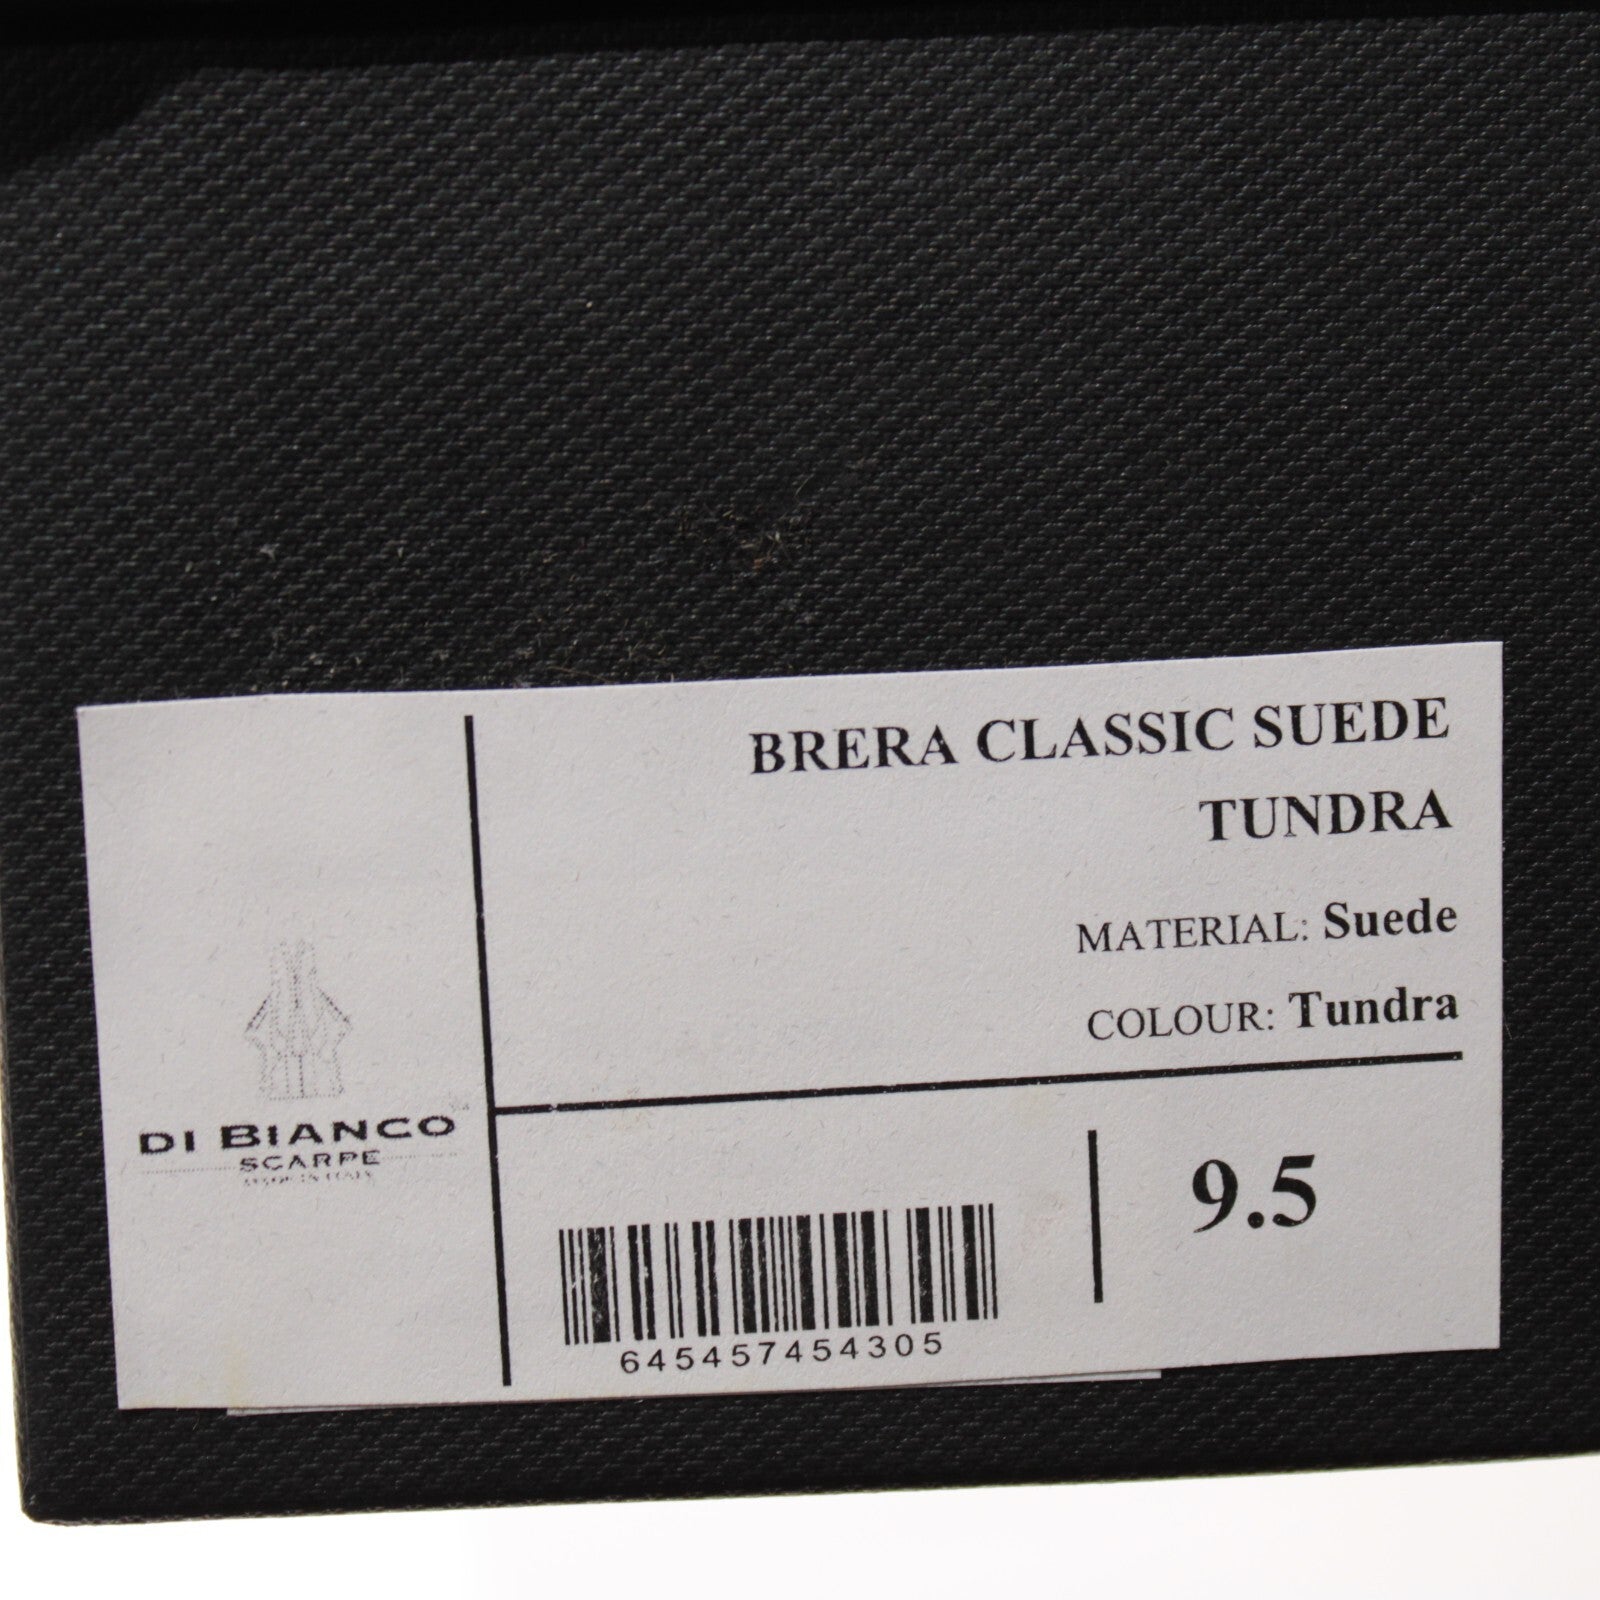 BRERA CLASSIC SUEDE
TUNDRA
MATERIAL: Suede
COLOUR: Tundra
DI BIANCO
SCARPE
9.5
645457454305